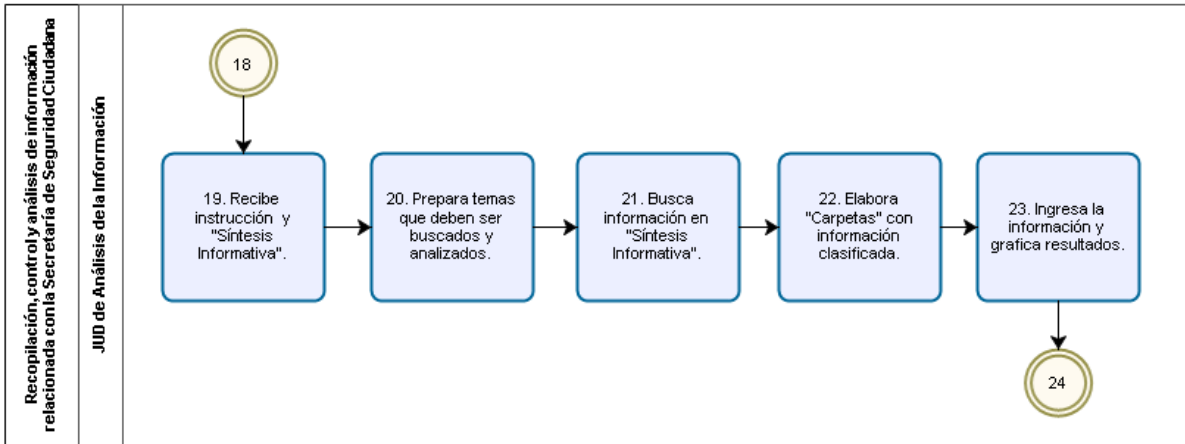 Recopilación, control y análisis de información
relacionada con la Secretaría de Seguridad Ciudadana
JUD de Análisis de la Información
18
19. Recibe
instrucción y
"Síntesis
Informativa".
20. Prepara temas
que deben ser
buscados y
analizados.
21. Busca
información en
"Síntesis
Informativa".
22. Elabora
"Carpetas" con
información
clasificada.
23. Ingresa la
información y
grafica resultados.
24